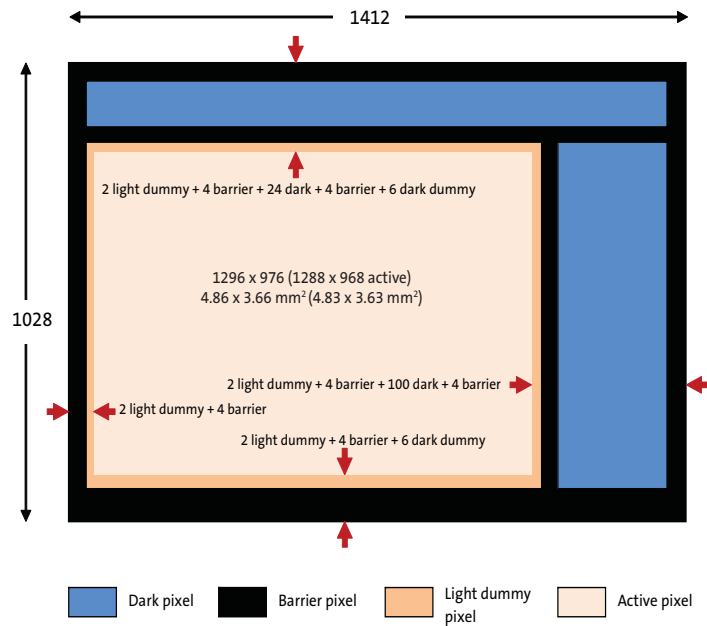 1412
2 light dummy + 4 barrier + 24 dark + 4 barrier + 6 dark dummy
1296 x 976 (1288 x 968 active)
4.86 x 3.66 mm² (4.83 x 3.63 mm²)
1028
2 light dummy + 4 barrier + 100 dark + 4 barrier
2 light dummy + 4 barrier
2 light dummy + 4 barrier + 6 dark dummy
Dark pixel
Barrier pixel
Light dummy
pixel
Active pixel